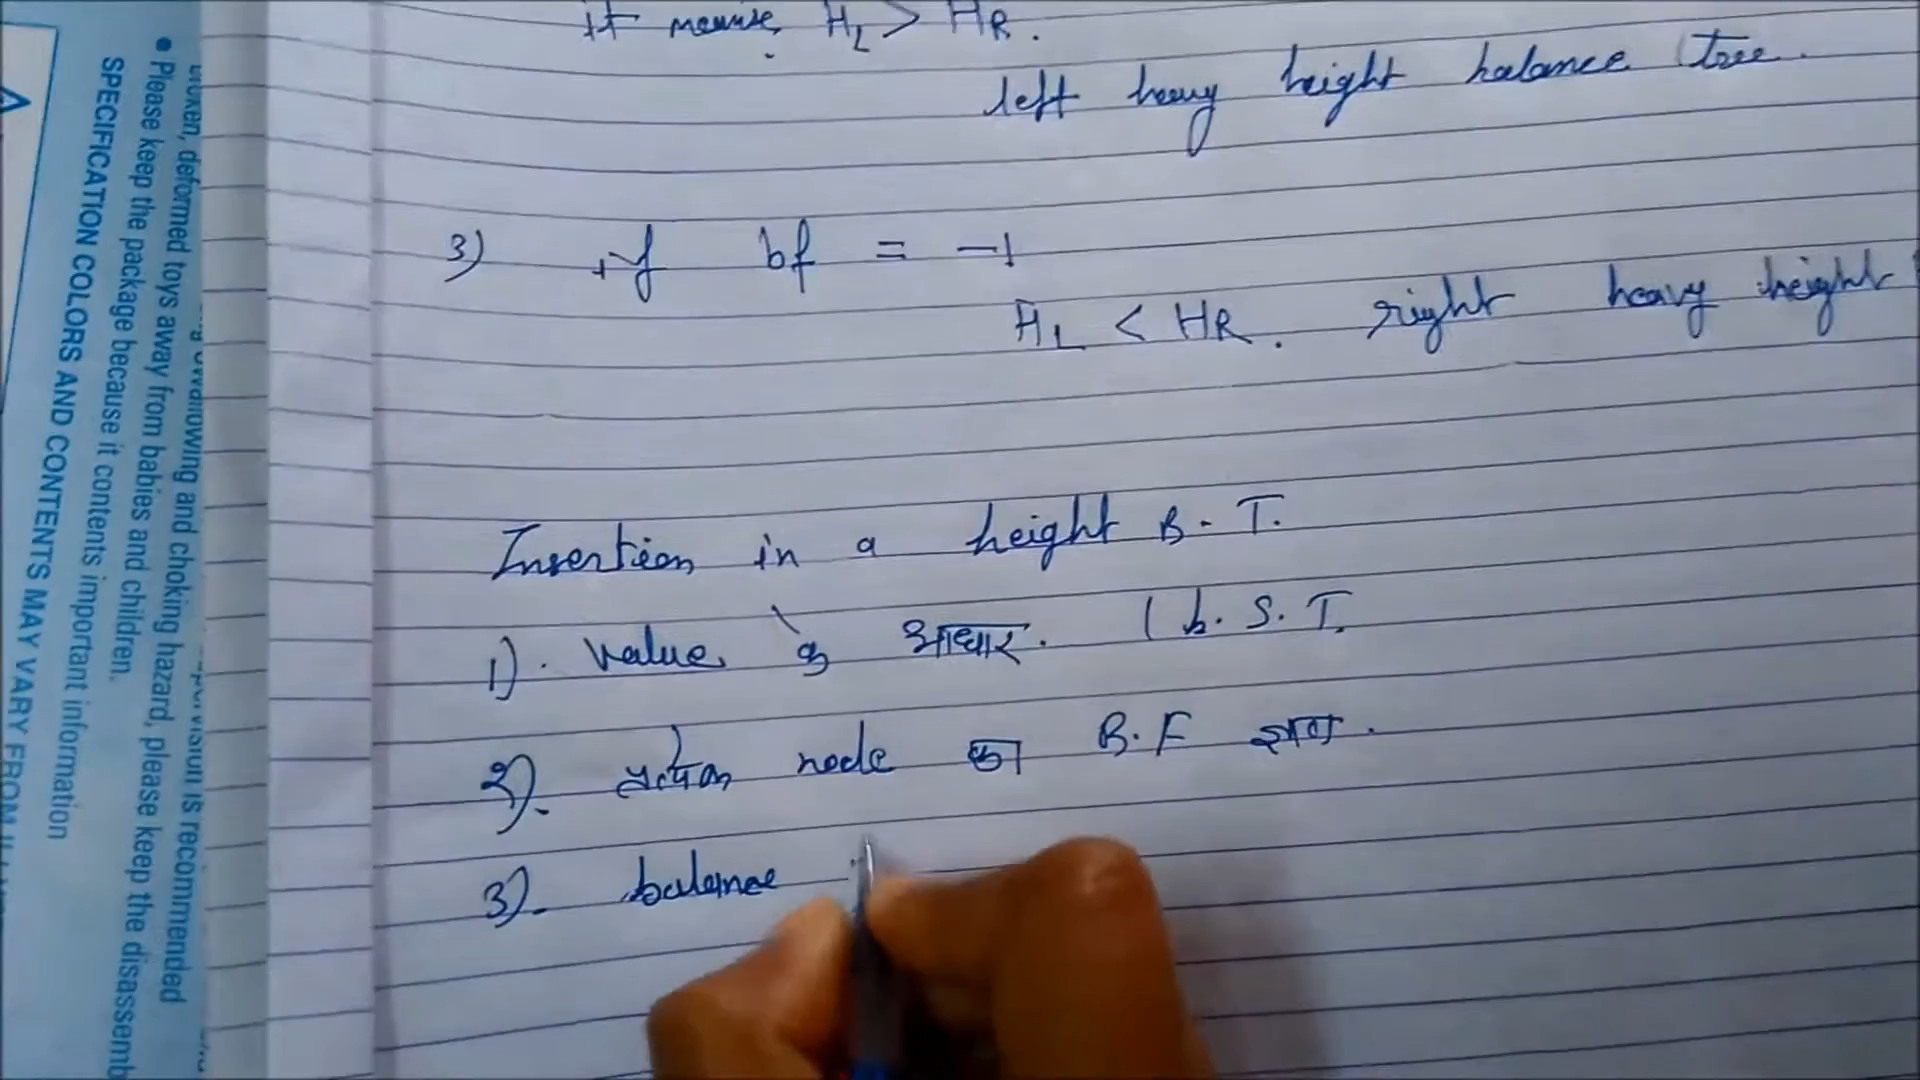 it means H_L > H_R.
left heavy height balance tree.
3) if bf = -1
H_L < H_R. right heavy height
Insertion in a height B.T.
1). value के आधार. (b.S.T.
2). प्रत्येक node का B.F ज्ञात.
3). balance
broken, deformed toys away from babies and children.
swallowing and choking hazard, please keep the disassemb
• Please keep the package because it contents important information
SPECIFICATION COLORS AND CONTENTS MAY VARY FROM
is recommended